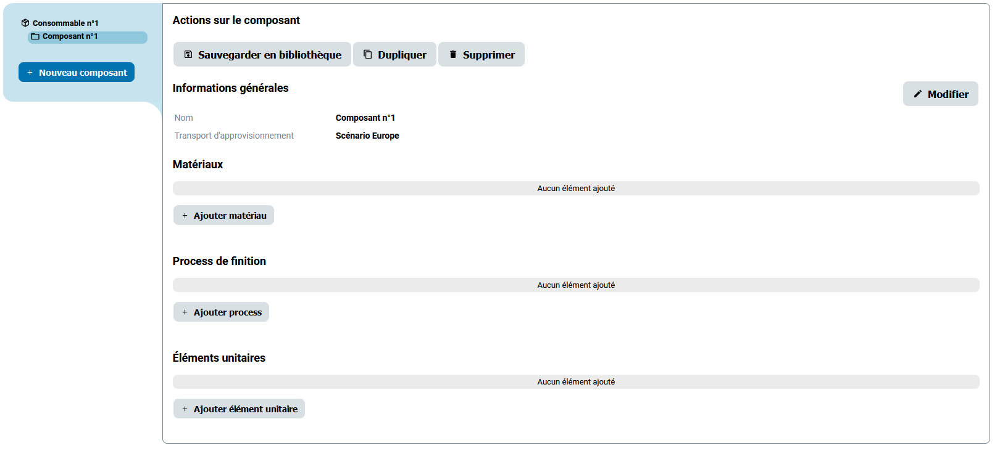 Consommable n°1
Composant n°1
Nouveau composant
Actions sur le composant
Sauvegarder en bibliothèque
Dupliquer
Supprimer
Informations générales
Modifier
Nom
Composant n°1
Transport d'approvisionnement
Scénario Europe
Matériaux
Aucun élément ajouté
+ Ajouter matériau
Process de finition
Aucun élément ajouté
+ Ajouter process
Éléments unitaires
Aucun élément ajouté
+ Ajouter élément unitaire